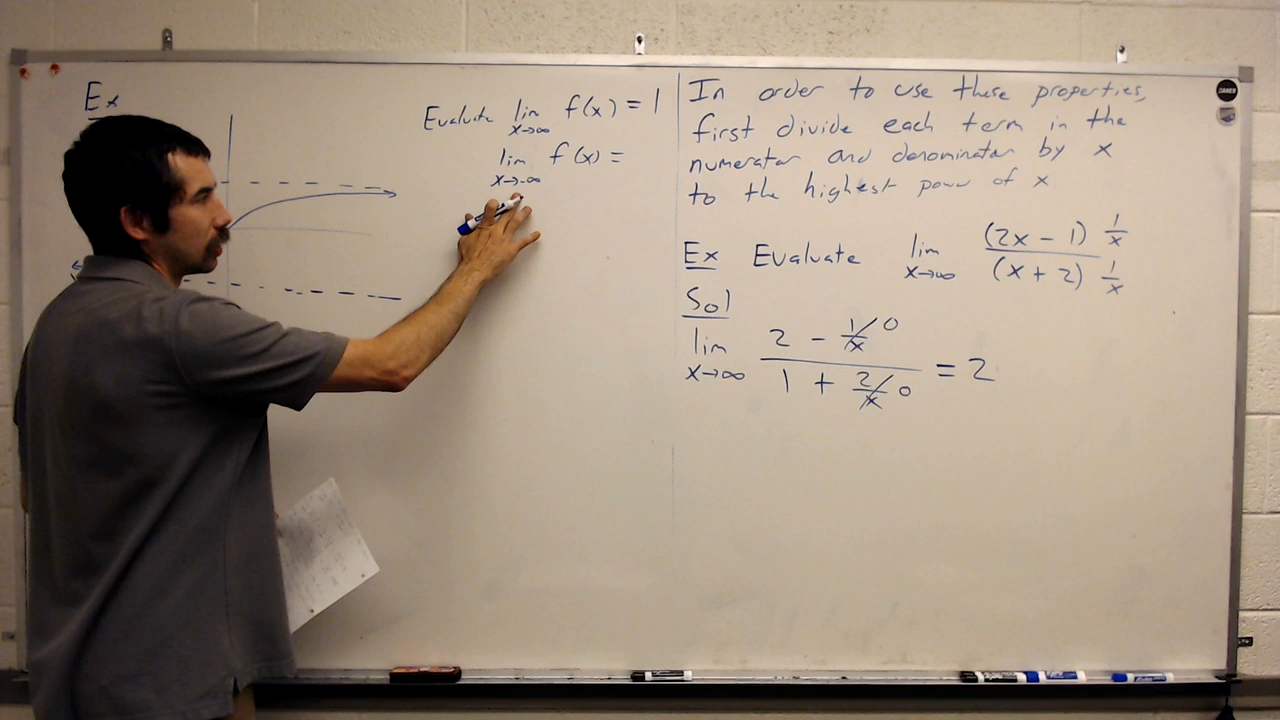 Ex
Evaluate lim x→∞ f(x) = 1
lim x→-∞ f(x) =
In order to use these properties,
first divide each term in the
numerator and denominator by x
to the highest power of x
Ex Evaluate lim x→∞ (2x - 1) 1/x
(x + 2) 1/x
Sol
lim x→∞ 2 - 1/x 0
1 + 2/x 0 = 2